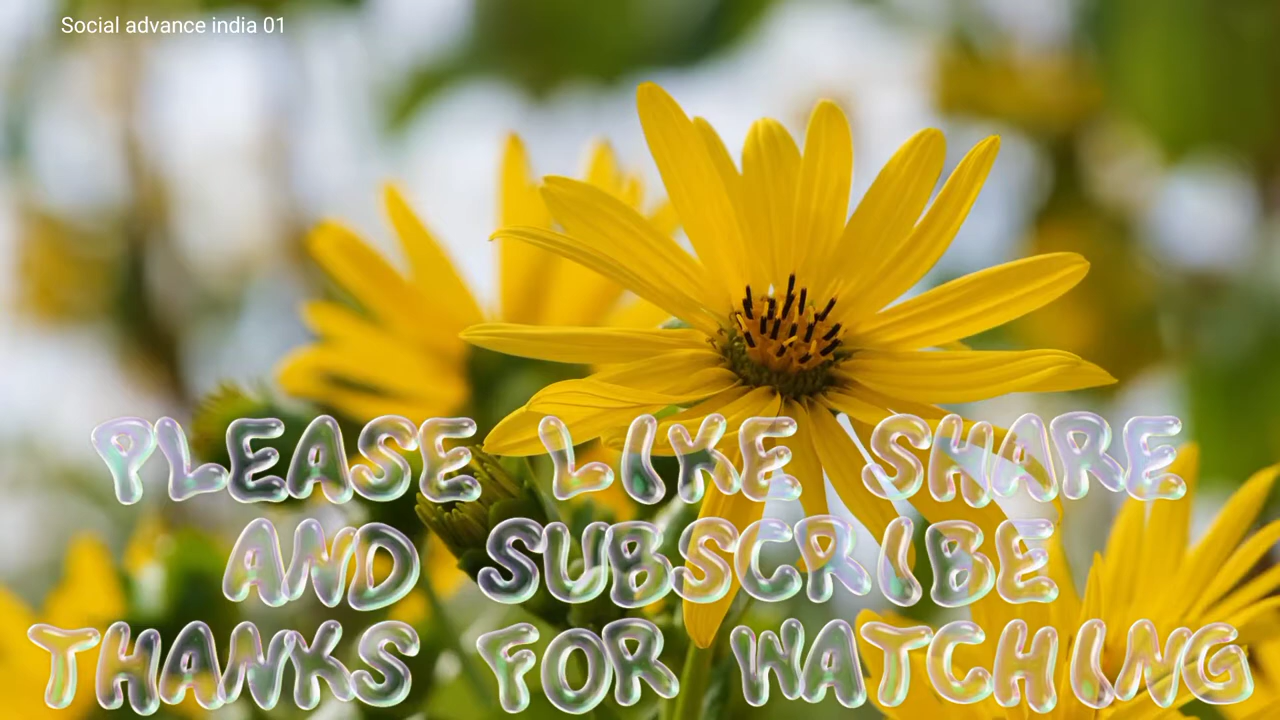 Social advance india 01
PLEASE LIKE SHARE
AND SUBSCRIBE
THANKS FOR WATCHING